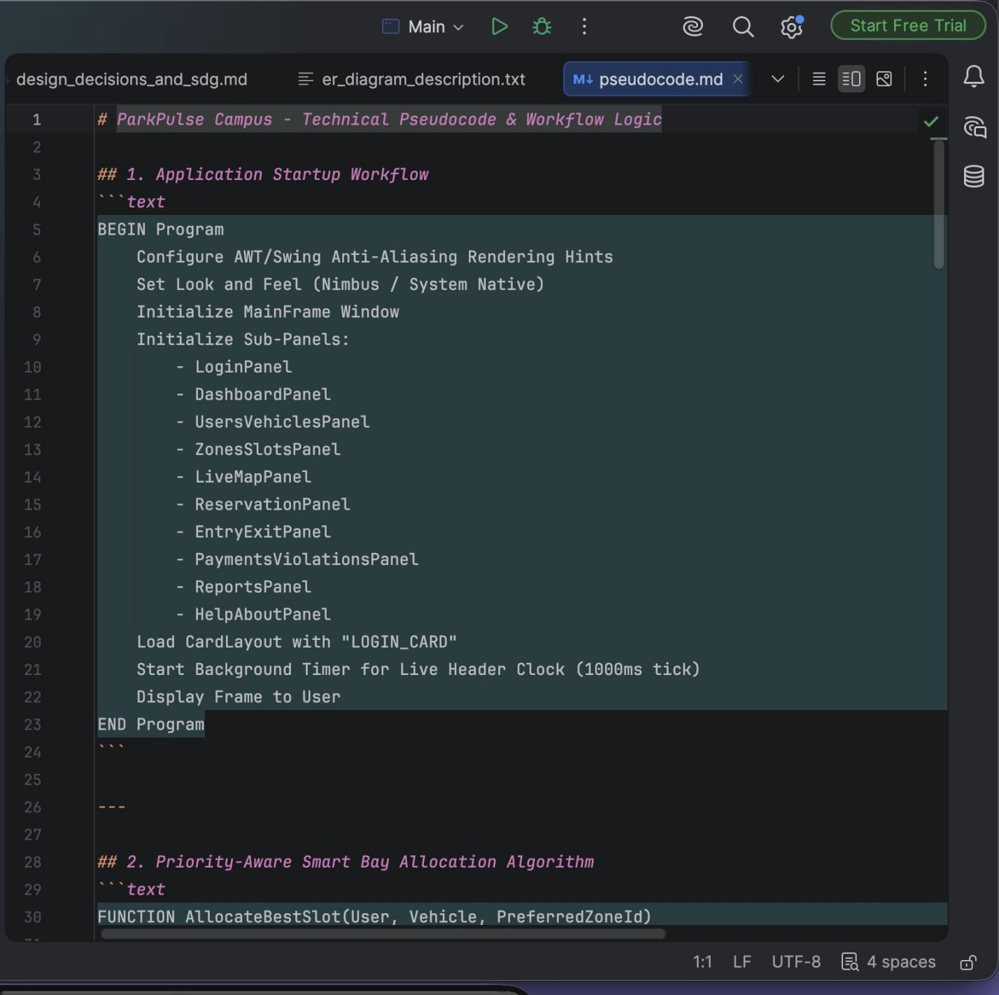 Main
Start Free Trial
design_decisions_and_sdg.md
er_diagram_description.txt
M↓ pseudocode.md
1 # ParkPulse Campus - Technical Pseudocode & Workflow Logic
2
3 ## 1. Application Startup Workflow
4 ```text
5 BEGIN Program
6 Configure AWT/Swing Anti-Aliasing Rendering Hints
7 Set Look and Feel (Nimbus / System Native)
8 Initialize MainFrame Window
9 Initialize Sub-Panels:
10 - LoginPanel
11 - DashboardPanel
12 - UsersVehiclesPanel
13 - ZonesSlotsPanel
14 - LiveMapPanel
15 - ReservationPanel
16 - EntryExitPanel
17 - PaymentsViolationsPanel
18 - ReportsPanel
19 - HelpAboutPanel
20 Load CardLayout with "LOGIN_CARD"
21 Start Background Timer for Live Header Clock (1000ms tick)
22 Display Frame to User
23 END Program
24 ```
25
26 ---
27
28 ## 2. Priority-Aware Smart Bay Allocation Algorithm
29 ```text
30 FUNCTION AllocateBestSlot(User, Vehicle, PreferredZoneId)
1:1 LF UTF-8 4 spaces